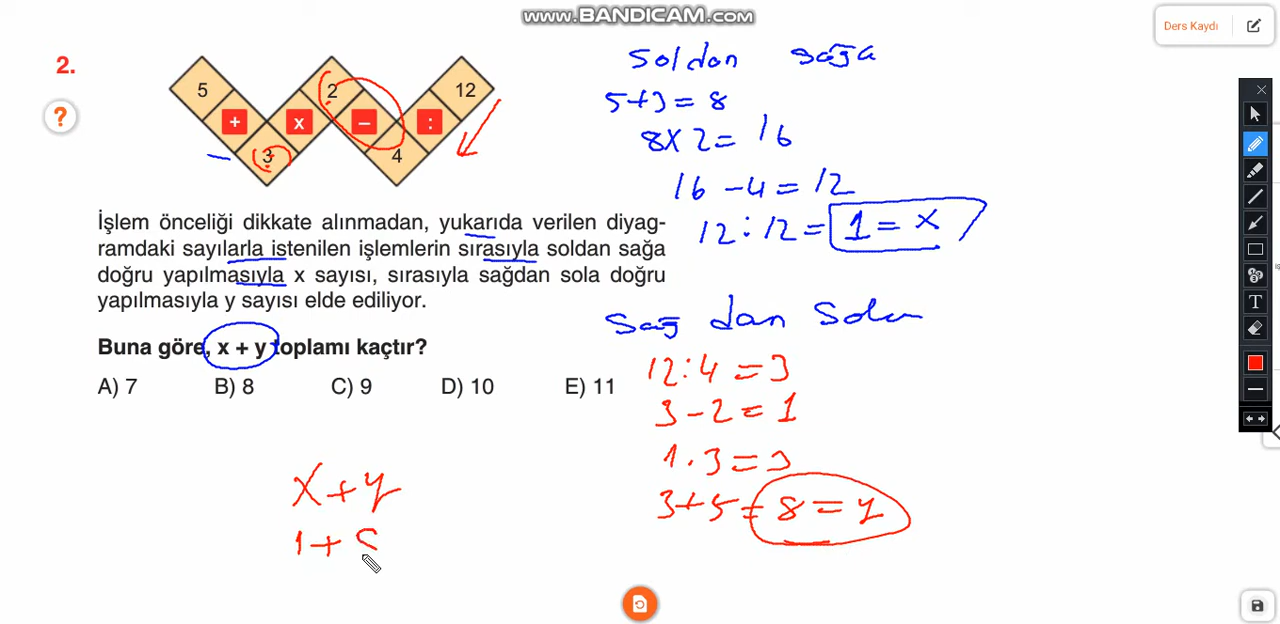 www.BANDICAM.com
Ders Kaydı
2.
?
5 + 3 x 2 – 4 : 12
İşlem önceliği dikkate alınmadan, yukarıda verilen diyag-
ramdaki sayılarla istenilen işlemlerin sırasıyla soldan sağa
doğru yapılmasıyla x sayısı, sırasıyla sağdan sola doğru
yapılmasıyla y sayısı elde ediliyor.
Buna göre, x + y toplamı kaçtır?
A) 7 B) 8 C) 9 D) 10 E) 11
x+y
1+
Soldan sağa
5+3=8
8x2=16
16-4=12
12:12=1=x
Sağ dan Sola
12:4=3
3-2=1
1.3=3
3+5=8=y
T